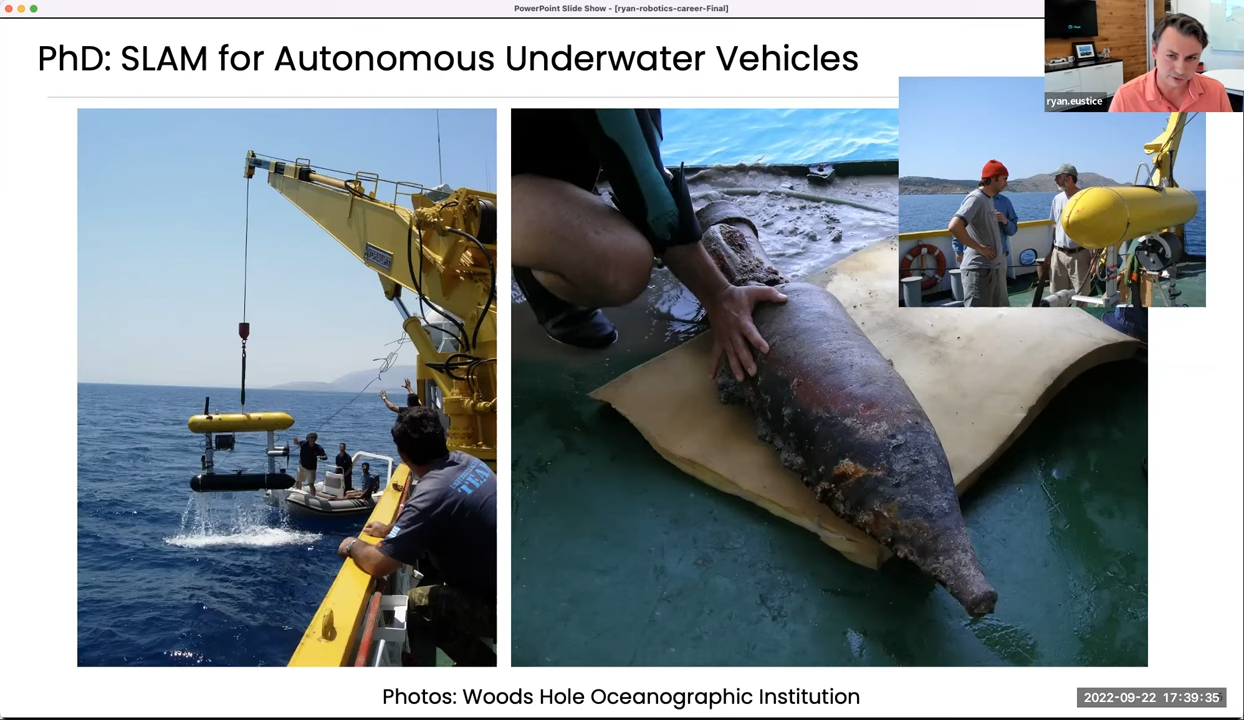 PowerPoint Slide Show - [ryan-robotics-career-Final]
PhD: SLAM for Autonomous Underwater Vehicles
ryan.eustice
TEA
Photos: Woods Hole Oceanographic Institution
2022-09-22 17:39:35